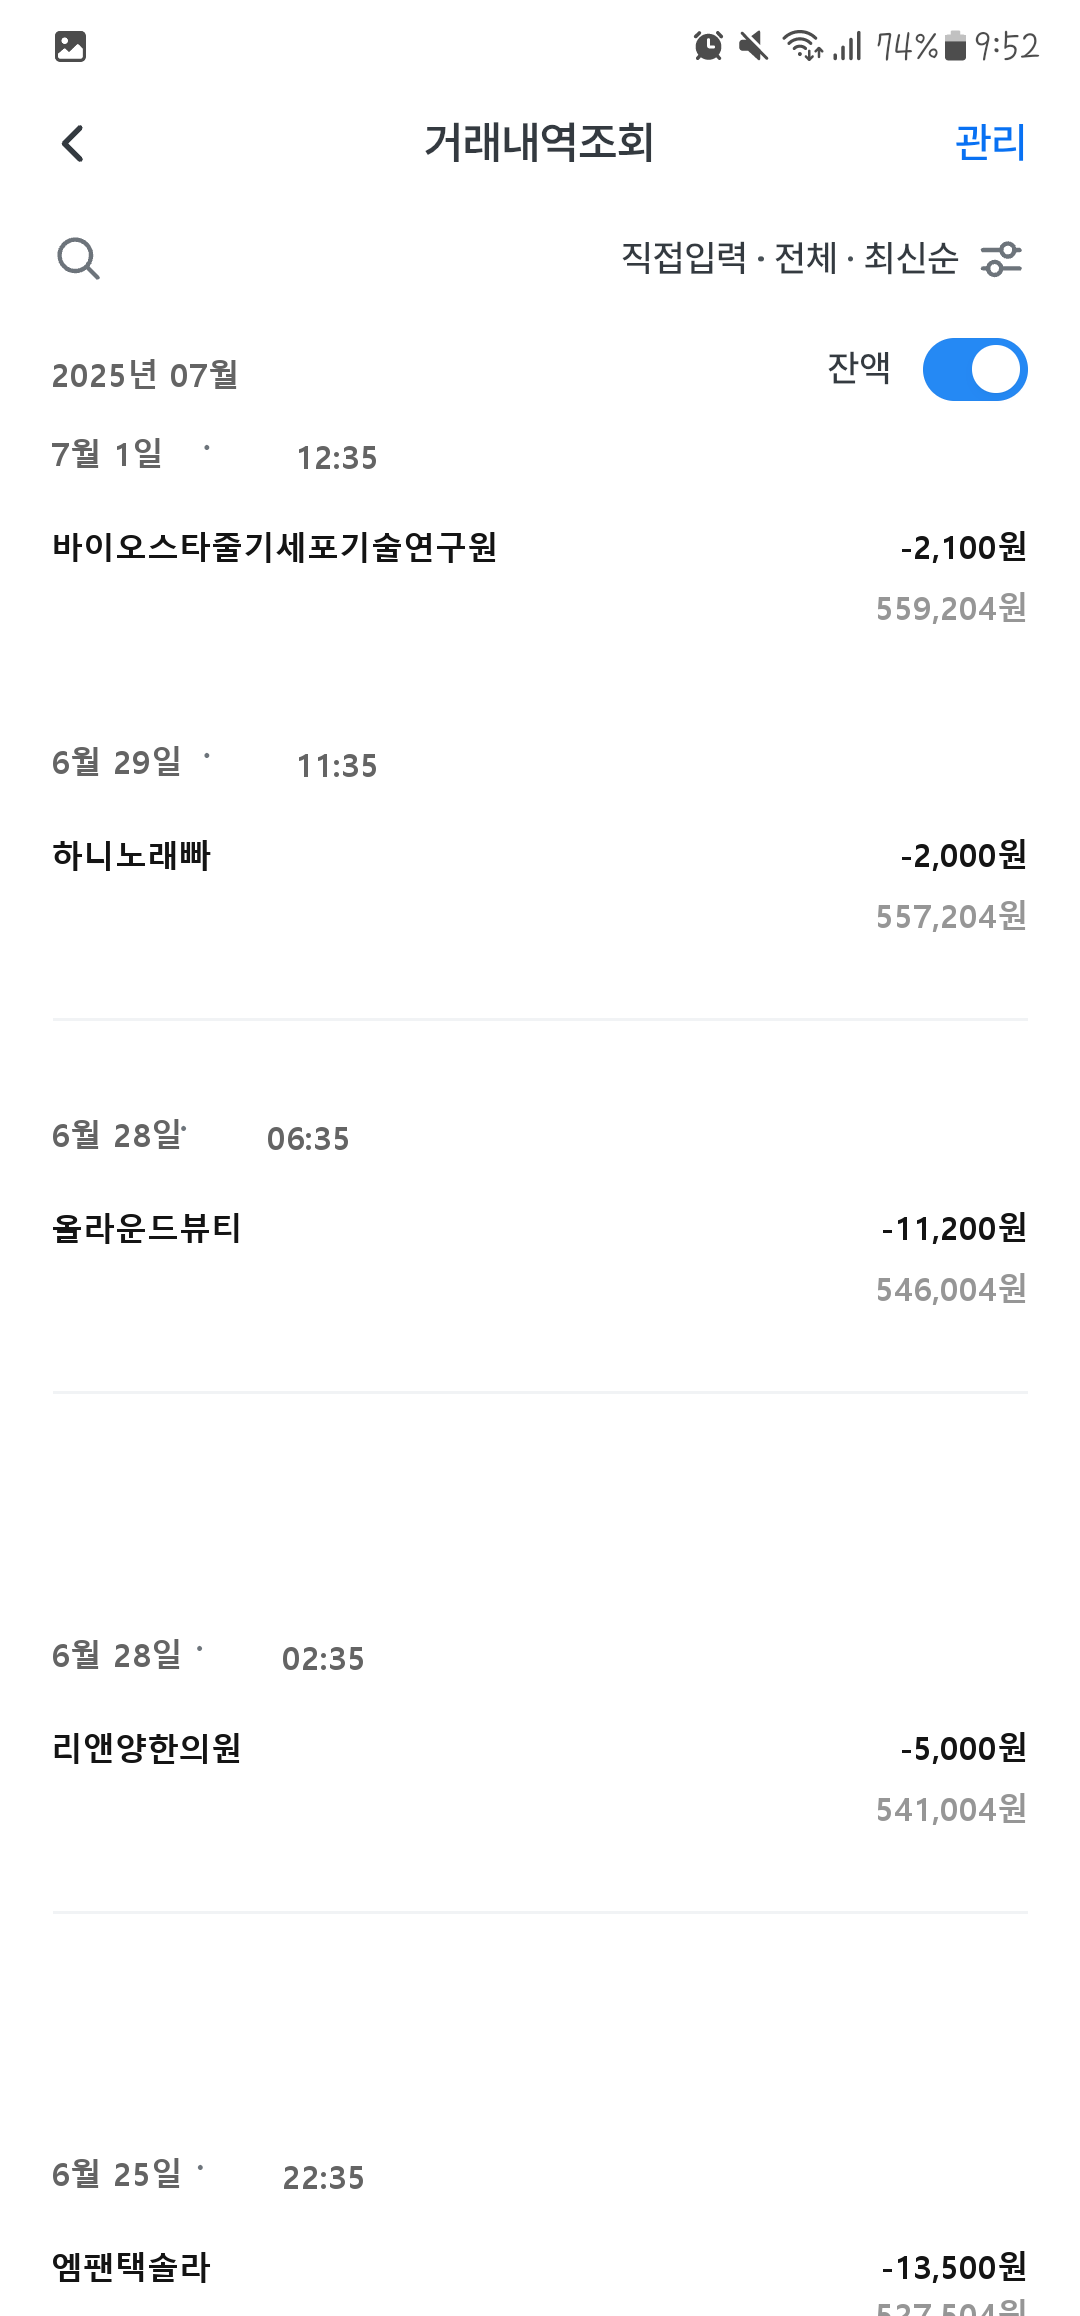 74% 9:52
거래내역조회 관리
직접입력 · 전체 · 최신순
2025년 07월 잔액
7월 1일 · 12:35
바이오스타줄기세포기술연구원 -2,100원
559,204원
6월 29일 · 11:35
하니노래빠 -2,000원
557,204원
6월 28일· 06:35
올라운드뷰티 -11,200원
546,004원
6월 28일 · 02:35
리앤양한의원 -5,000원
541,004원
6월 25일 · 22:35
엠팬택솔라 -13,500원
527,504원